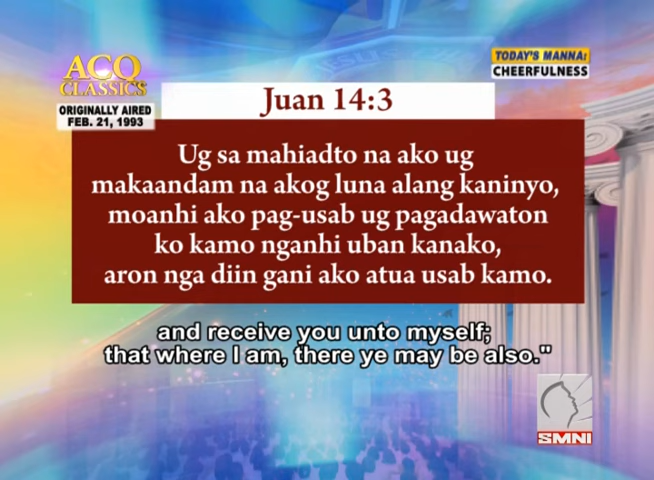 ACQ
CLASSICS
ORIGINALLY AIRED
FEB. 21, 1993
TODAY'S MANNA:
CHEERFULNESS
Juan 14:3
Ug sa mahiadto na ako ug
makaandam na akog luna alang kaninyo,
moanhi ako pag-usab ug pagadawaton
ko kamo nganhi uban kanako,
aron nga diin gani ako atua usab kamo.
and receive you unto myself;
that where I am, there ye may be also."
SMNI